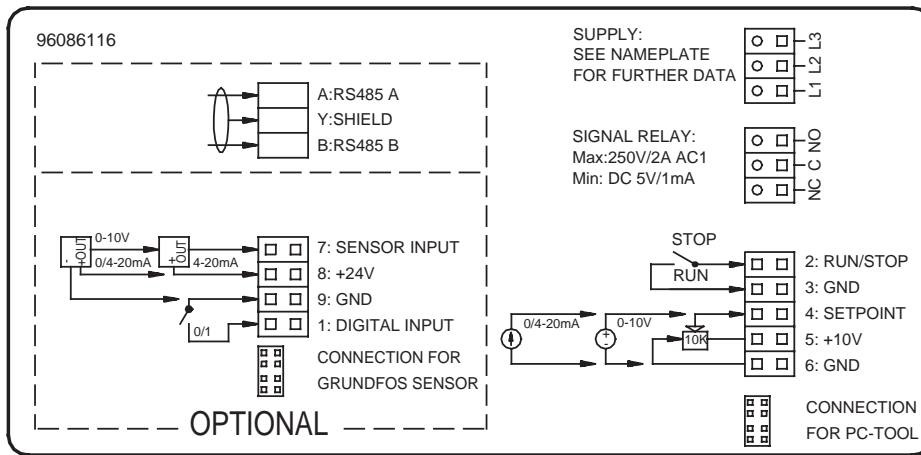 96086116
A:RS485 A
Y:SHIELD
B:RS485 B
0-10V
- +OUT
+OUT
0/4-20mA
4-20mA
7: SENSOR INPUT
8: +24V
9: GND
0/1
1: DIGITAL INPUT
CONNECTION FOR
GRUNDFOS SENSOR
OPTIONAL
SUPPLY:
SEE NAMEPLATE
FOR FURTHER DATA
L3
L2
L1
SIGNAL RELAY:
Max:250V/2A AC1
Min: DC 5V/1mA
NO
C
NC
STOP
RUN
2: RUN/STOP
3: GND
0/4-20mA
0-10V
+
-
10K
4: SETPOINT
5: +10V
6: GND
CONNECTION
FOR PC-TOOL